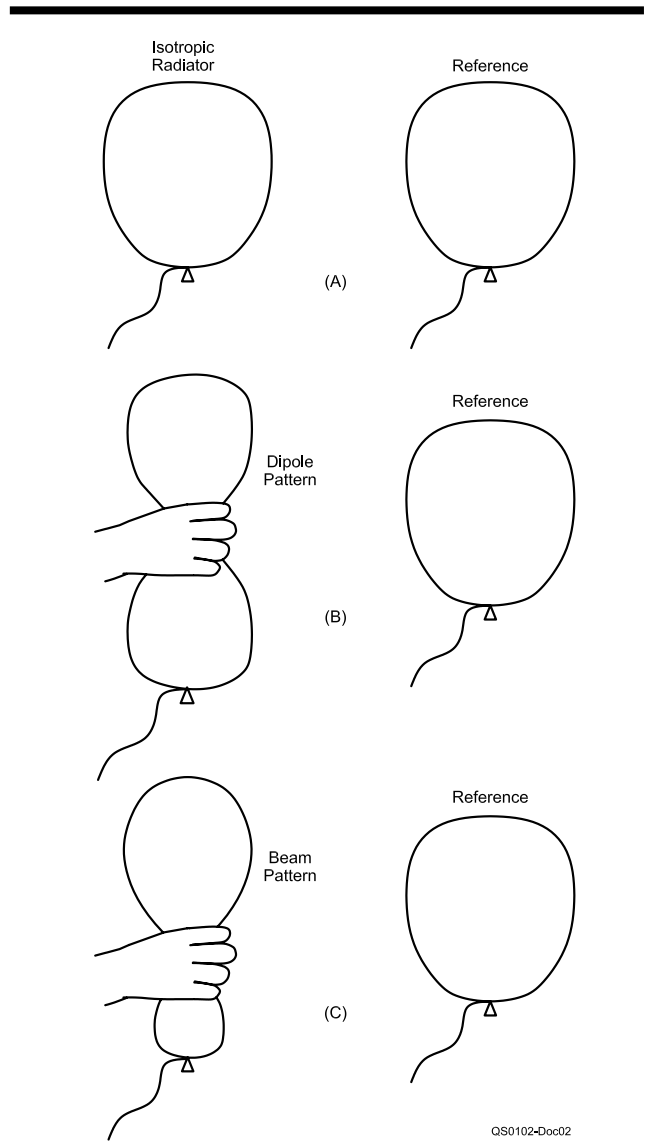 Isotropic
Radiator
Reference
(A)
Reference
Dipole
Pattern
(B)
Reference
Beam
Pattern
(C)
QS0102-Doc02